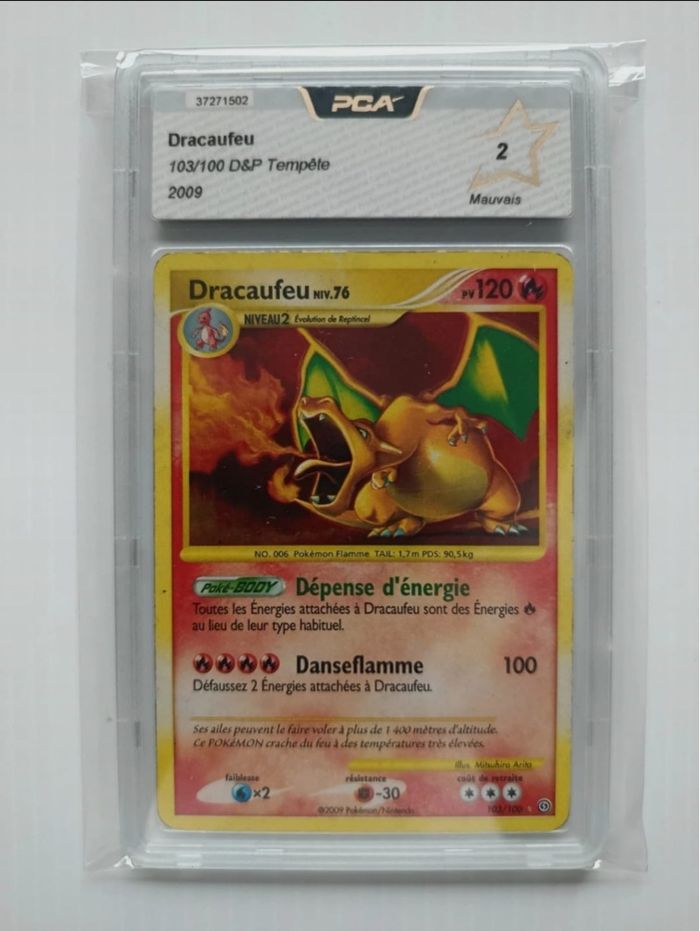 37271502
PCA
Dracaufeu
103/100 D&P Tempête
2009
2
Mauvais
Dracaufeu NIV.76
PV 120
NIVEAU 2 Évolution de Reptincel
NO. 006 Pokémon Flamme TAIL: 1,7m PDS: 90,5kg
Poké-BODY Dépense d'énergie
Toutes les Énergies attachées à Dracaufeu sont des Énergies
au lieu de leur type habituel.
Danseflamme 100
Défaussez 2 Énergies attachées à Dracaufeu.
Ses ailes peuvent le faire voler à plus de 1 400 mètres d'altitude.
Ce POKÉMON crache du feu à des températures très élevées.
Illus. Mitsuhiro Arita
faiblesse résistance coût de retraite
×2 -30
©2009 Pokémon/Nintendo 103/100